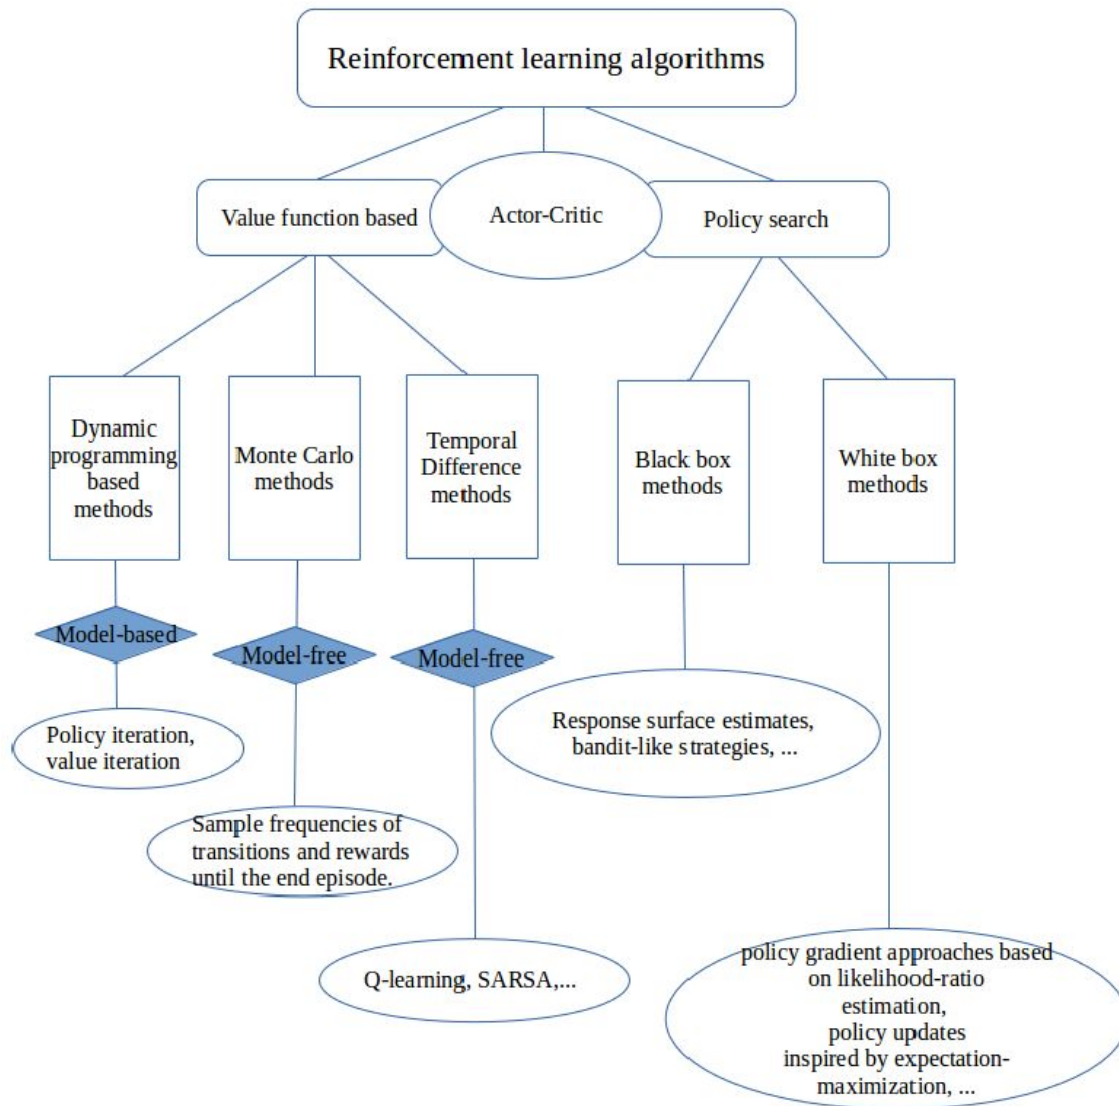 Reinforcement learning algorithms
Value function based
Actor-Critic
Policy search
Dynamic
programming
based
methods
Monte Carlo
methods
Temporal
Difference
methods
Black box
methods
White box
methods
Model-based
Model-free
Model-free
Policy iteration,
value iteration
Response surface estimates,
bandit-like strategies, ...
Sample frequencies of
transitions and rewards
until the end episode.
Q-learning, SARSA,...
policy gradient approaches based
on likelihood-ratio
estimation,
policy updates
inspired by expectation-
maximization, ...